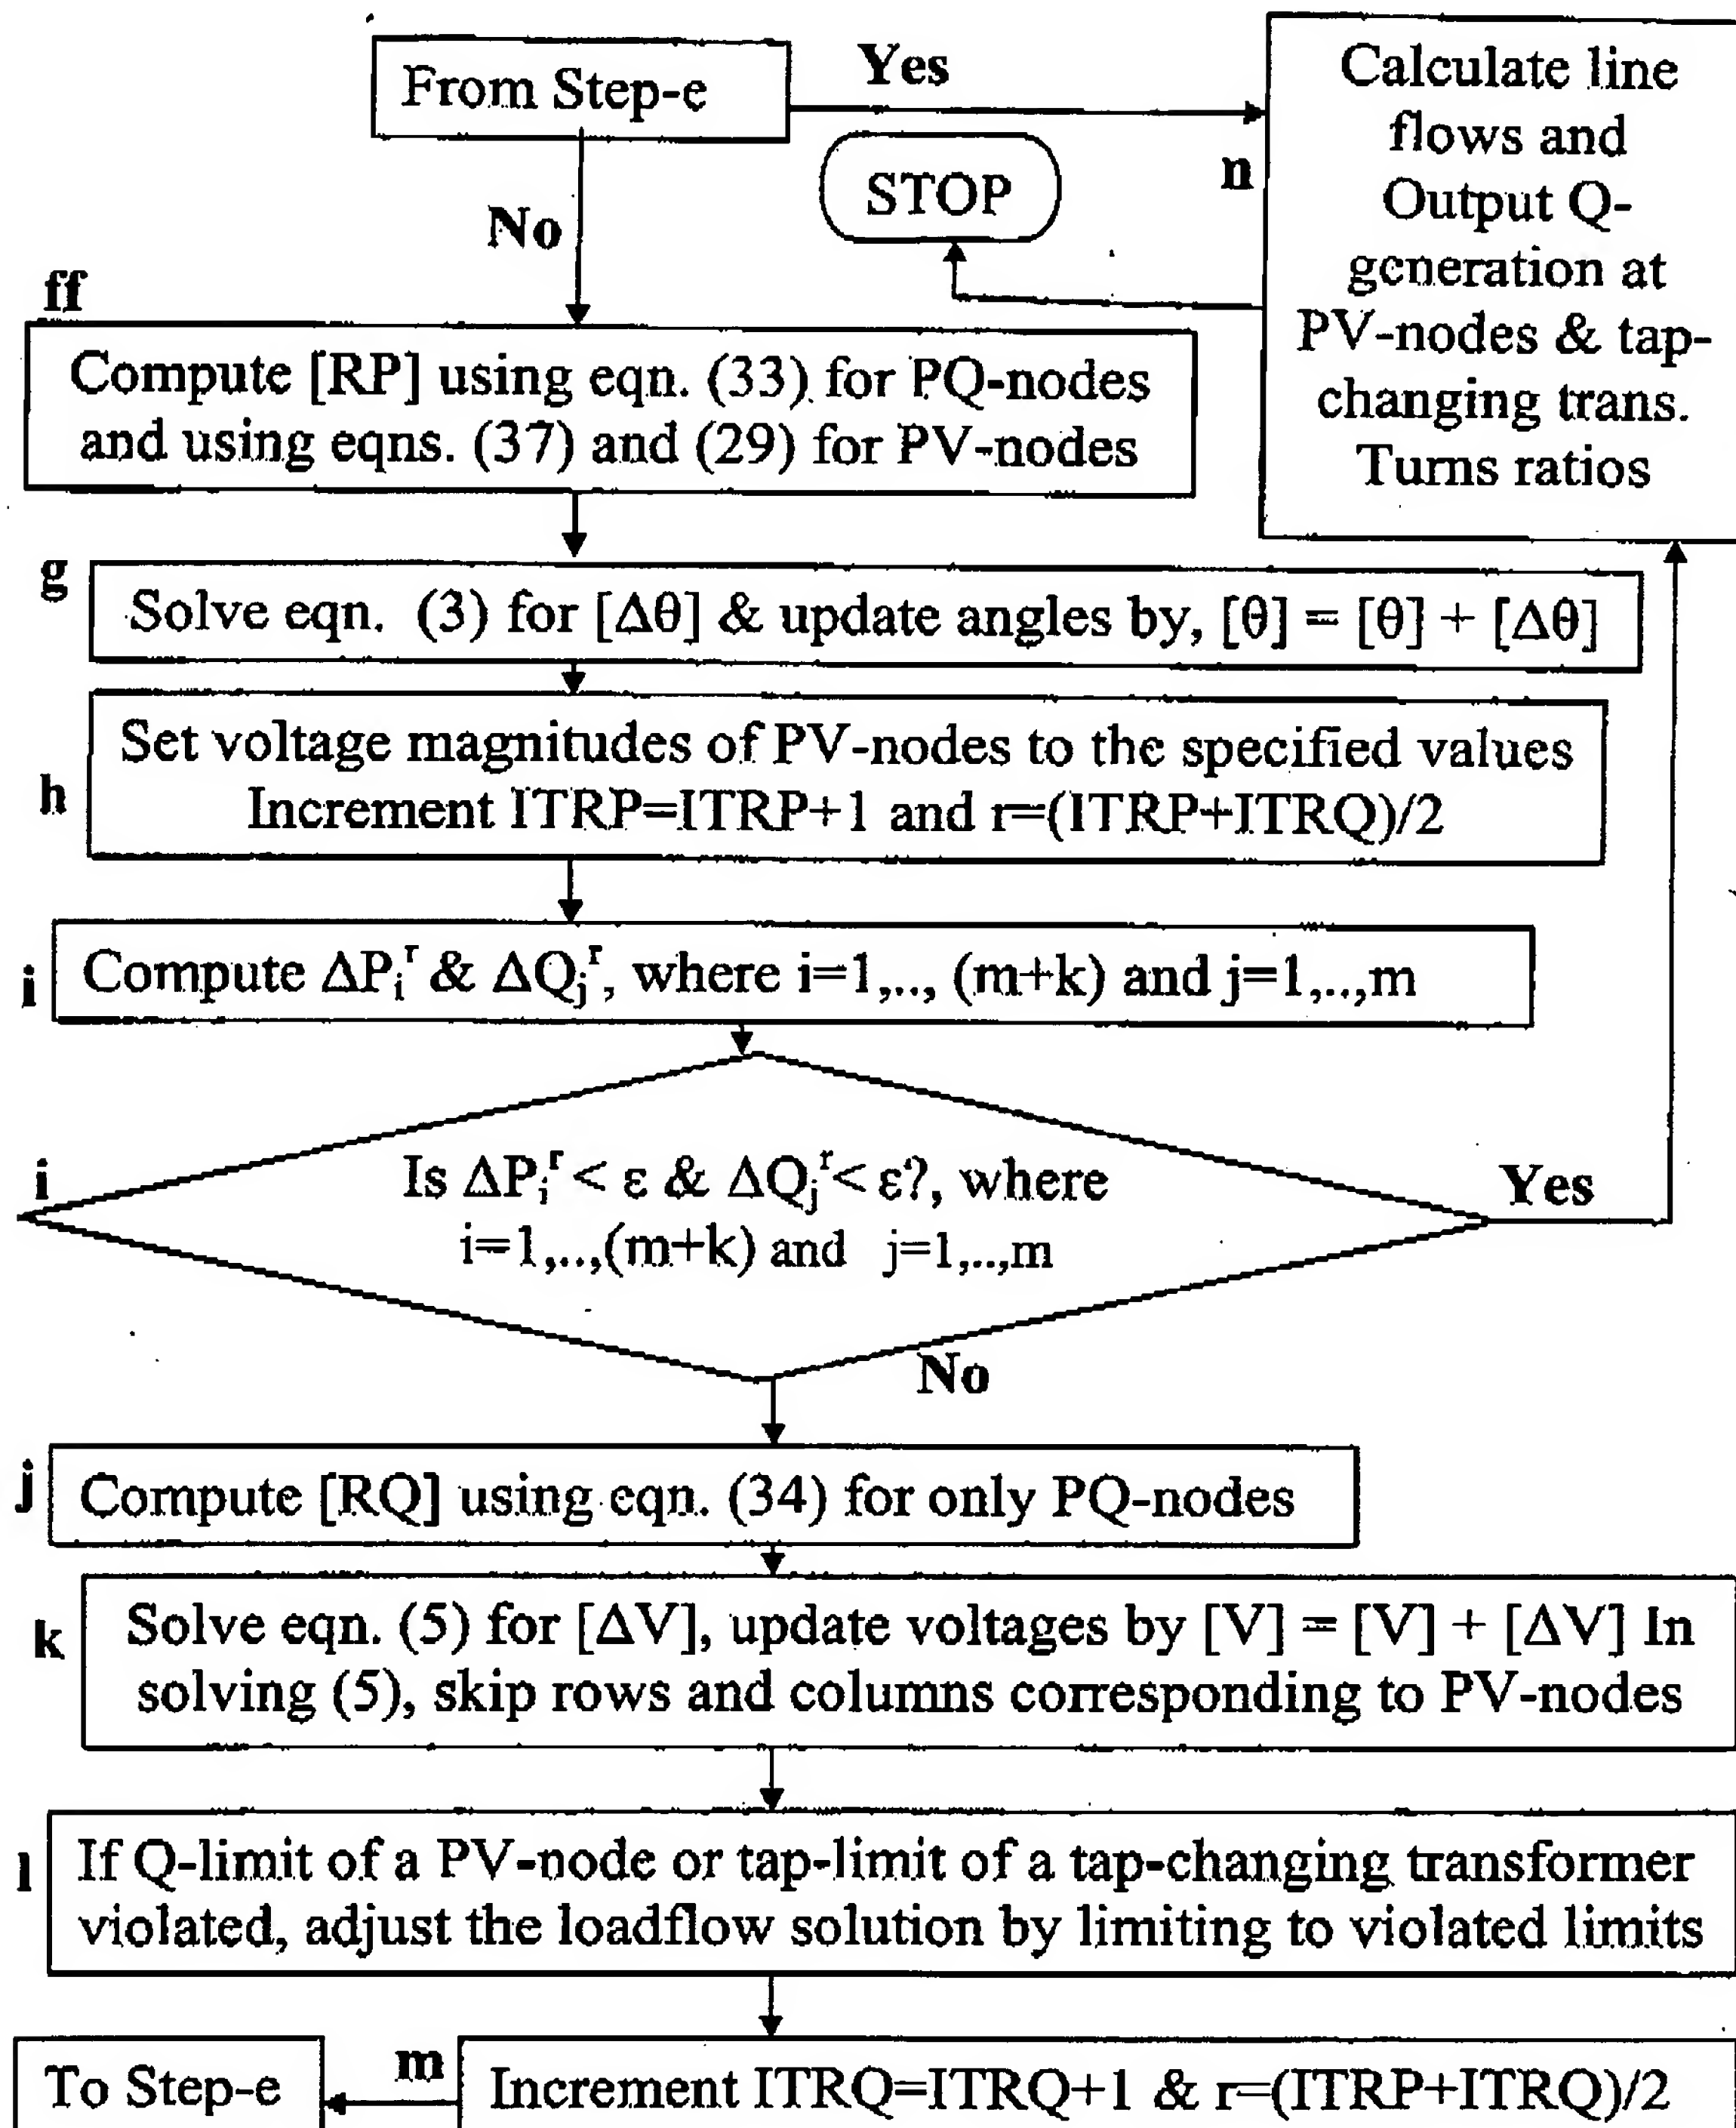 From Step-e
Yes
No
STOP
n
Calculate line
flows and
Output Q-
generation at
PV-nodes & tap-
changing trans.
Turns ratios
ff
Compute [RP] using eqn. (33) for PQ-nodes
and using eqns. (37) and (29) for PV-nodes
g
Solve eqn. (3) for [Δθ] & update angles by, [θ] = [θ] + [Δθ]
h
Set voltage magnitudes of PV-nodes to the specified values
Increment ITRP=ITRP+1 and r=(ITRP+ITRQ)/2
i
Compute ΔPᵢʳ & ΔQⱼʳ, where i=1,.., (m+k) and j=1,..,m
i
Is ΔPᵢʳ < ε & ΔQⱼʳ < ε?, where
i=1,..,(m+k) and j=1,..,m
Yes
No
j
Compute [RQ] using eqn. (34) for only PQ-nodes
k
Solve eqn. (5) for [ΔV], update voltages by [V] = [V] + [ΔV] In
solving (5), skip rows and columns corresponding to PV-nodes
l
If Q-limit of a PV-node or tap-limit of a tap-changing transformer
violated, adjust the loadflow solution by limiting to violated limits
To Step-e
m
Increment ITRQ=ITRQ+1 & r=(ITRP+ITRQ)/2